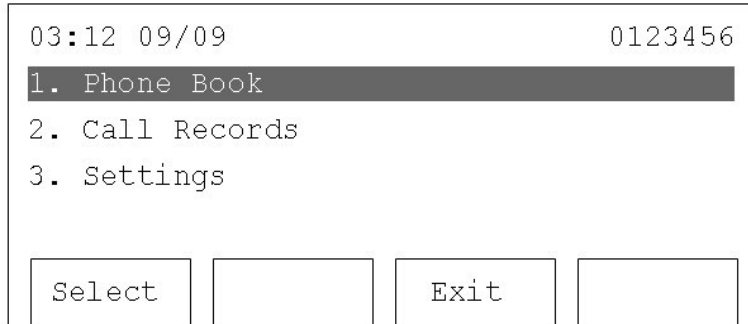 03:12 09/09 0123456
1. Phone Book
2. Call Records
3. Settings
Select Exit